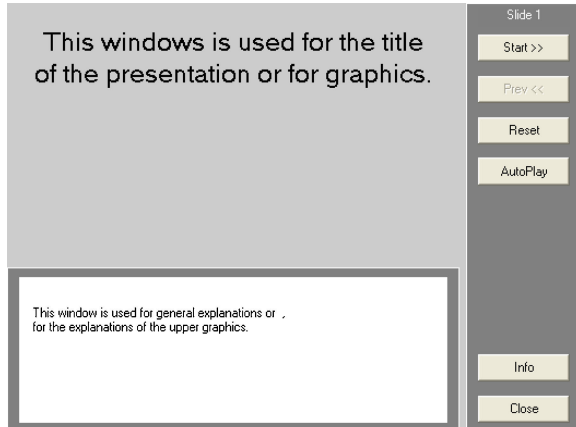 This windows is used for the title
of the presentation or for graphics.
This window is used for general explanations or ,
for the explanations of the upper graphics.
Slide 1
Start >>
Prev <<
Reset
AutoPlay
Info
Close